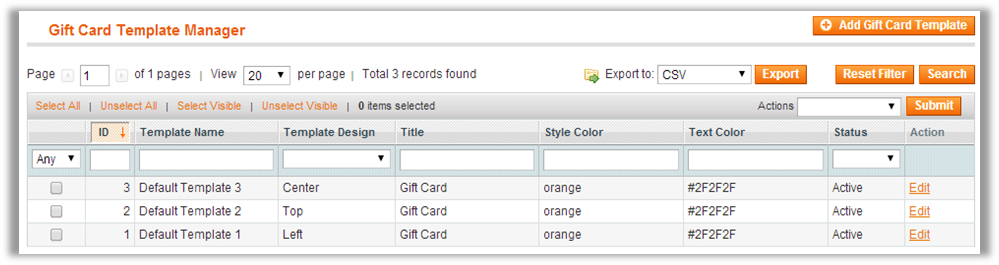 Gift Card Template Manager
Add Gift Card Template
Page 1 of 1 pages | View 20 per page | Total 3 records found Export to: CSV Export Reset Filter Search
Select All | Unselect All | Select Visible | Unselect Visible | 0 items selected Actions Submit
ID Template Name Template Design Title Style Color Text Color Status Action
Any
3 Default Template 3 Center Gift Card orange #2F2F2F Active Edit
2 Default Template 2 Top Gift Card orange #2F2F2F Active Edit
1 Default Template 1 Left Gift Card orange #2F2F2F Active Edit